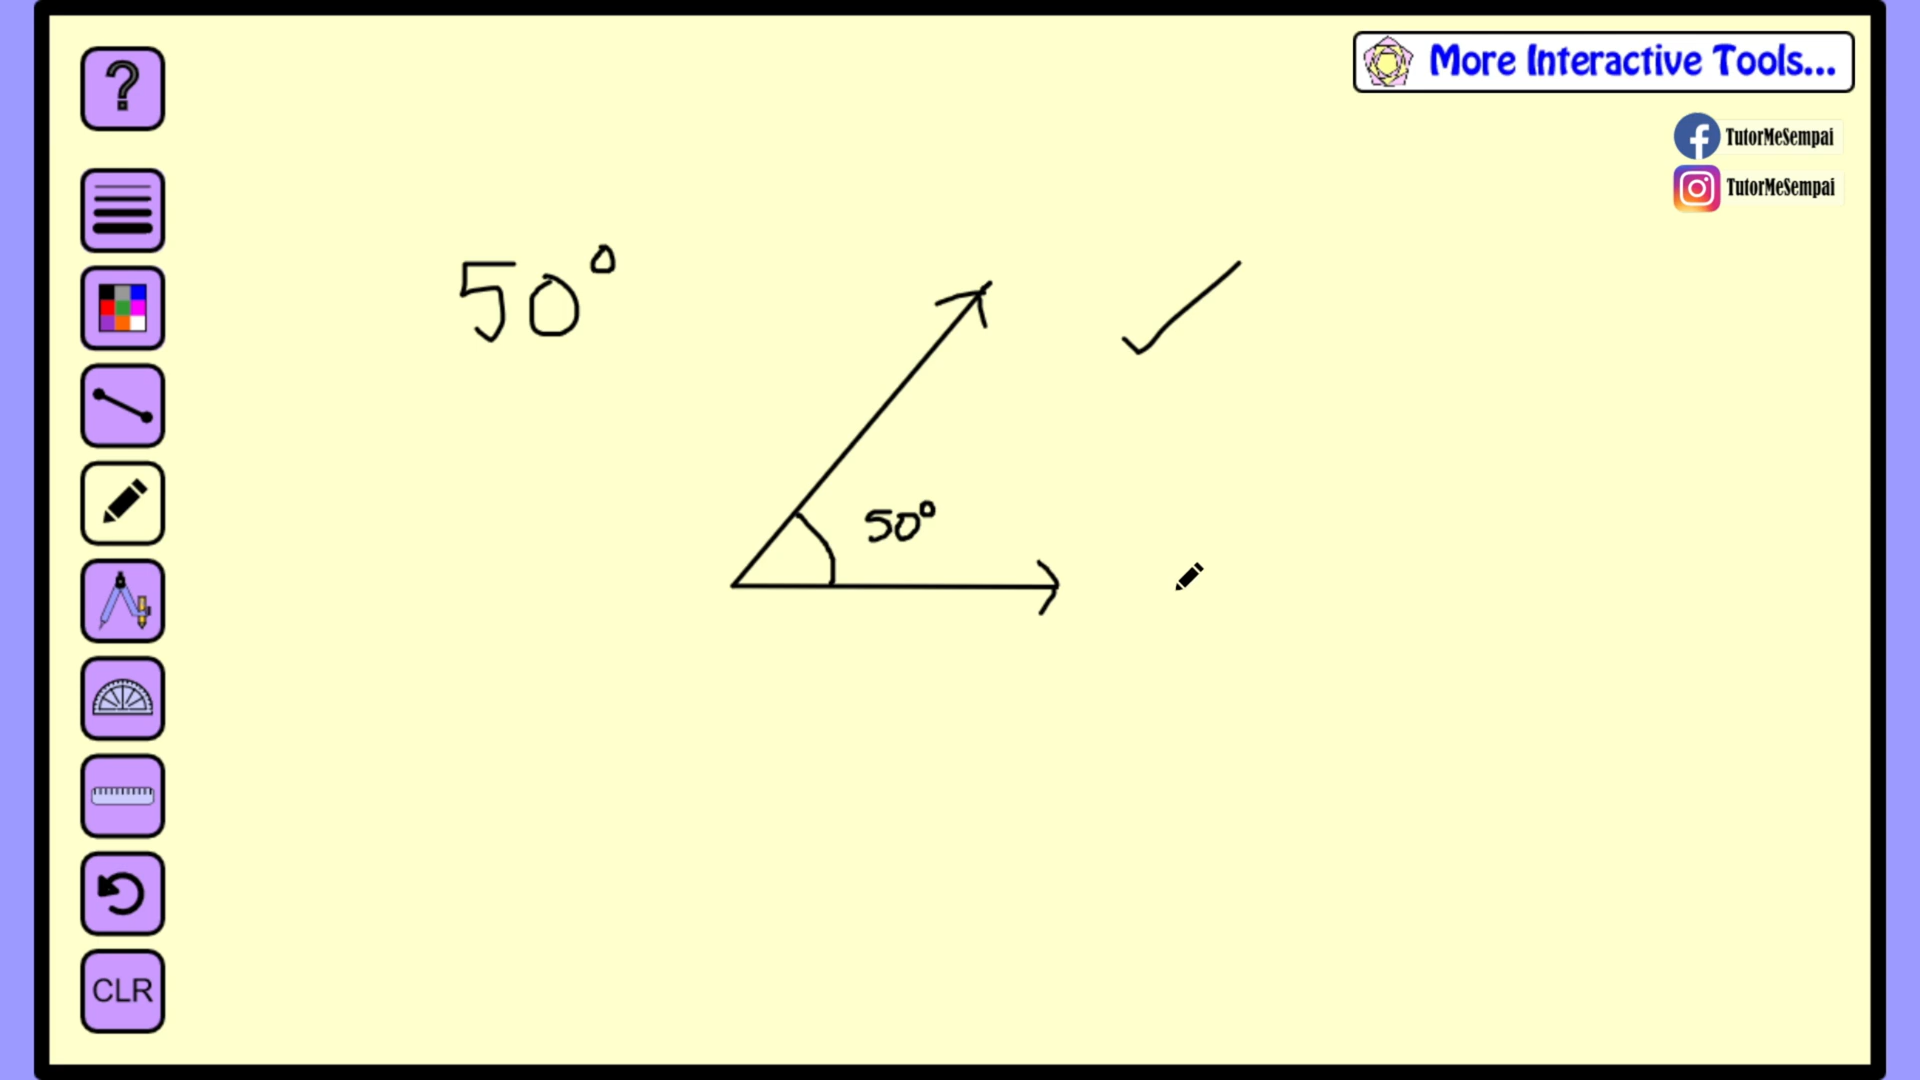 ?
More Interactive Tools...
TutorMeSempai
TutorMeSempai
50°
50°
CLR